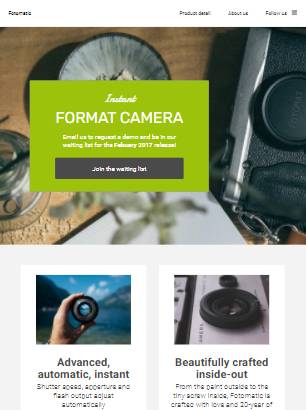 Fotomatic
Product detail   About us   Follow us
Instant
FORMAT CAMERA
Email us to request a demo and be in our
waiting list for the February 2017 release!
Join the waiting list
Advanced,
automatic, instant
Shutter speed, apperture and
flash output adjust
automatically
Beautifully crafted
inside-out
From the paint outside to the
tiny screw inside, Fotomatic is
crafted with love and 20-year of